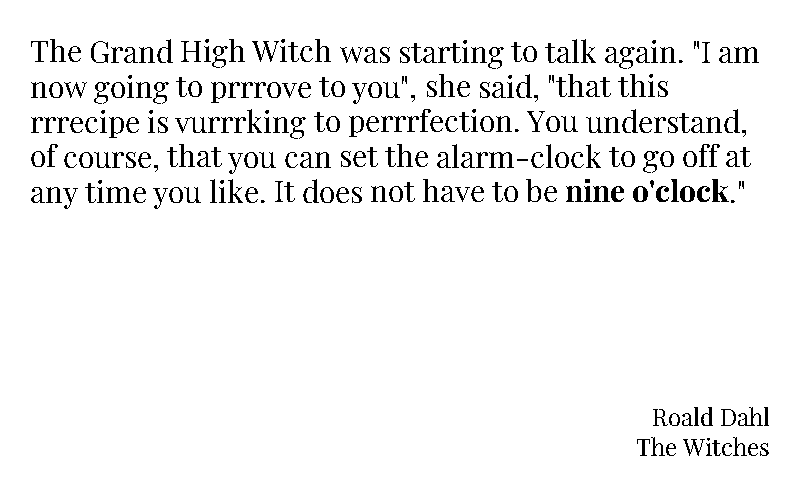 The Grand High Witch was starting to talk again. "I am
now going to prrrove to you", she said, "that this
rrrecipe is vurrrking to perrrfection. You understand,
of course, that you can set the alarm-clock to go off at
any time you like. It does not have to be nine o'clock."
Roald Dahl
The Witches